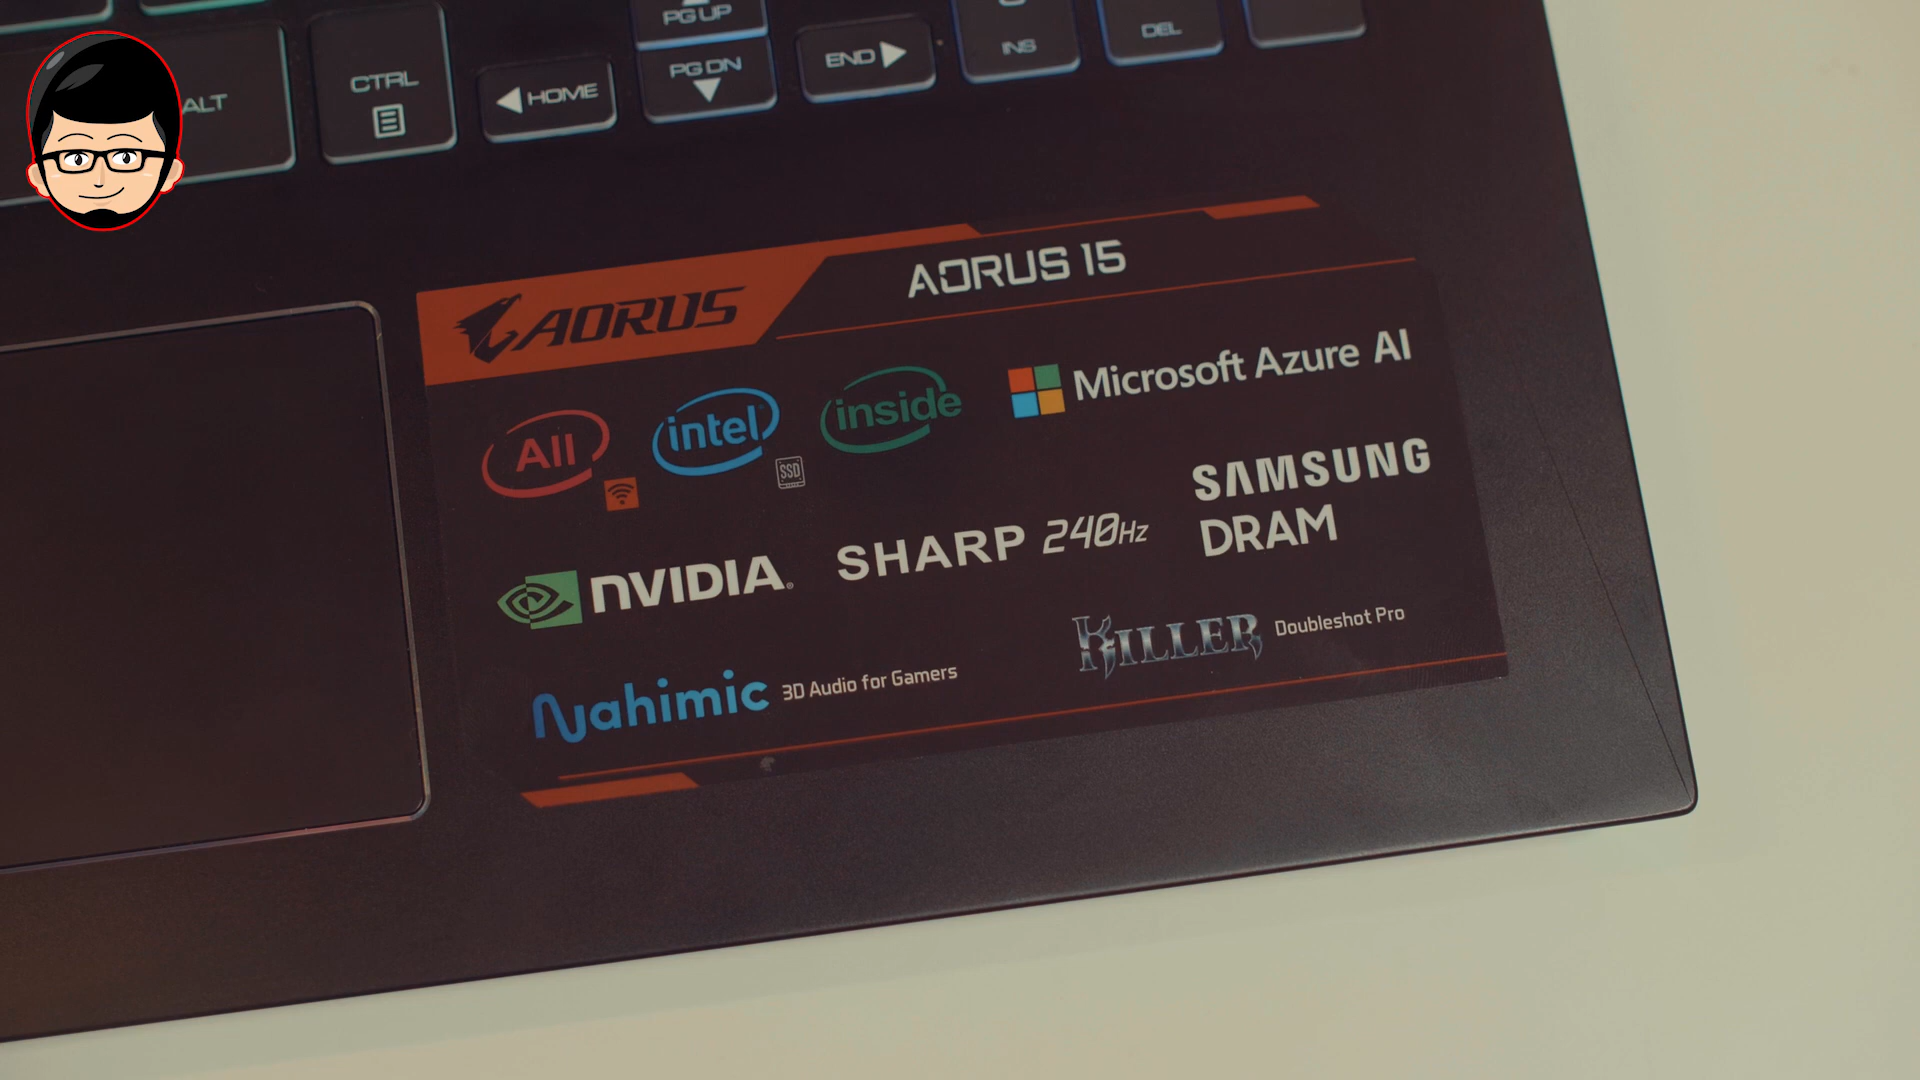 PG UP
ALT
CTRL
HOME
PG DN
END
INS
DEL
AORUS
AORUS 15
All
intel
inside
Microsoft Azure AI
SSD
NVIDIA
SHARP 240Hz
SAMSUNG
DRAM
Nahimic 3D Audio for Gamers
KILLER Doubleshot Pro